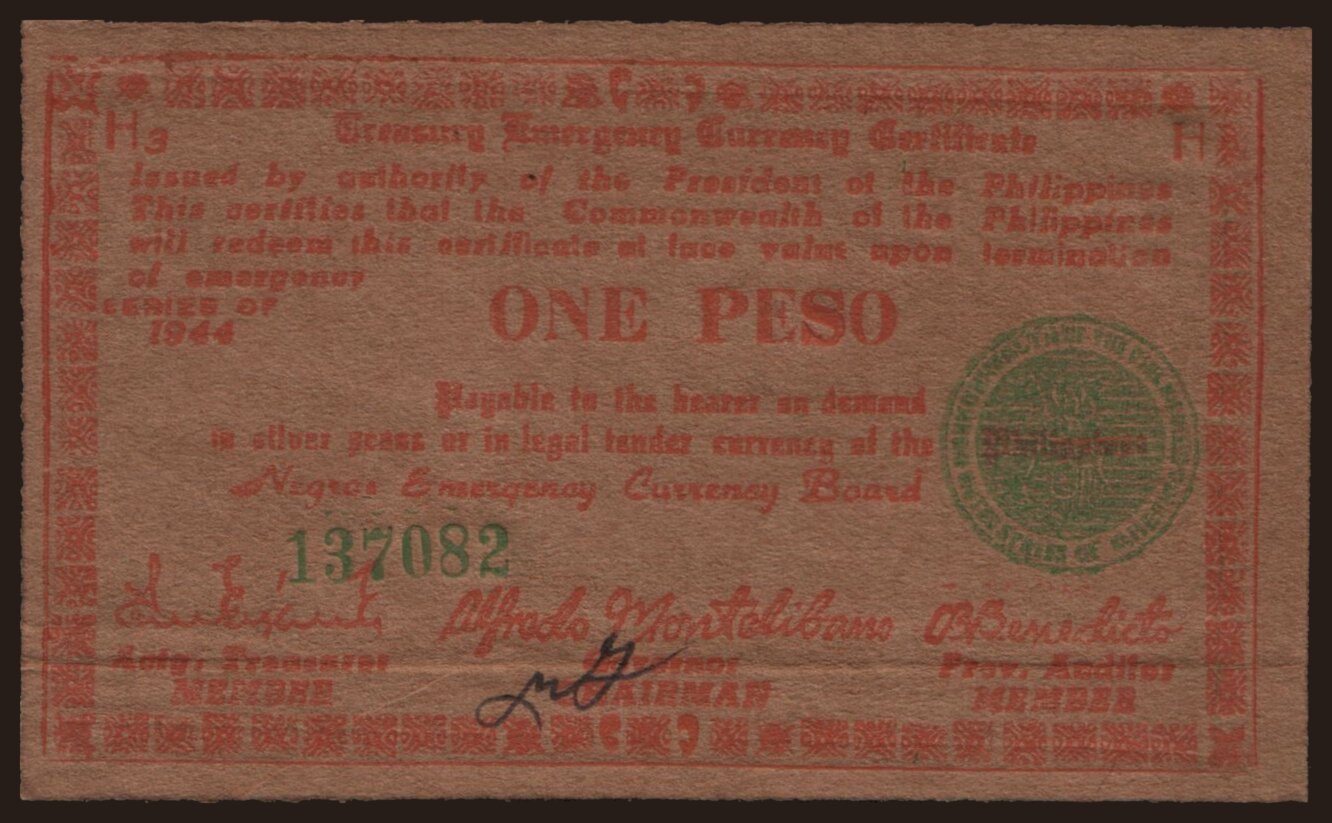 H3 Treasury Emergency Currency Certificate H
Issued by authority of the President of the Philippines
This certifies that the Commonwealth of the Philippines
will redeem this certificate at face value upon termination
of emergency
SERIES OF
1944
ONE PESO
Payable to the bearer on demand
in silver pesos or in legal tender currency of the Philippines
Negros Emergency Currency Board
137082
Alfredo Montelibano
B Benedicto
Actg. Treasurer
Governor
Prov. Auditor
MEMBER
CHAIRMAN
MEMBER